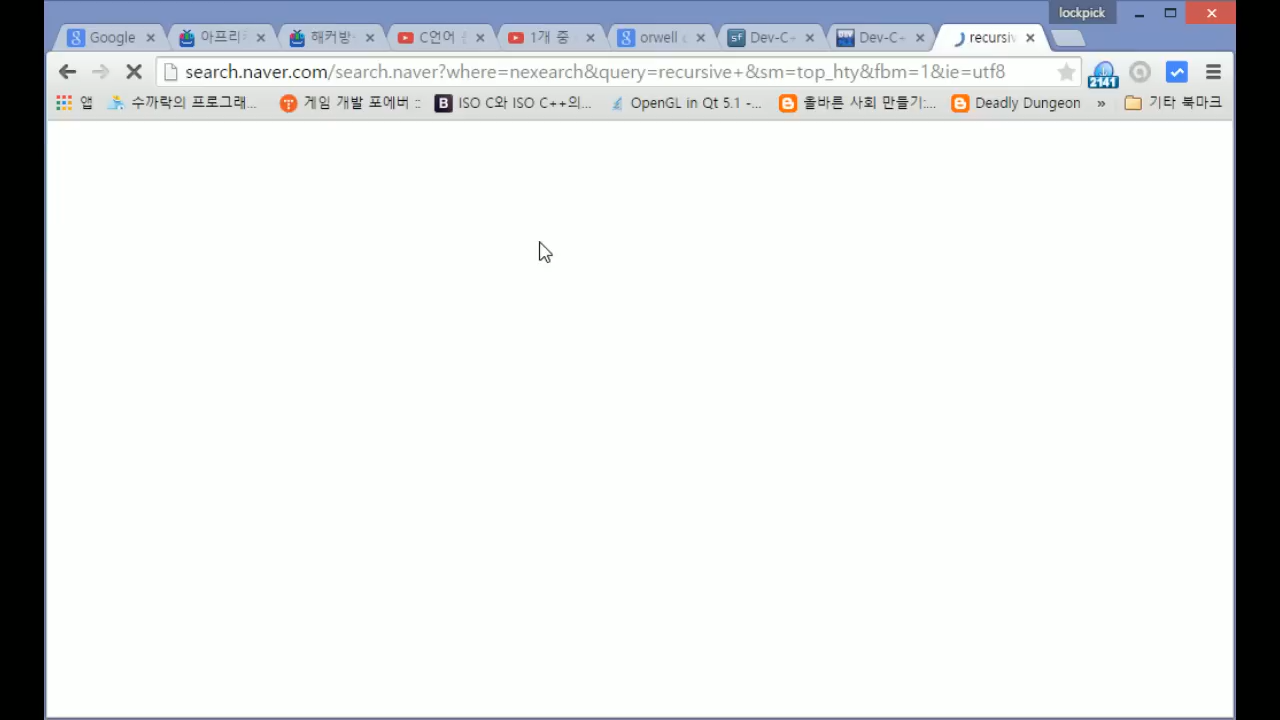 lockpick
Google
아프리
해커방
C언어
1개 중
orwell
Dev-C+
Dev-C+
recursiv
search.naver.com/search.naver?where=nexearch&query=recursive+&sm=top_hty&fbm=1&ie=utf8
2141
앱
수까락의 프로그래...
게임 개발 포에버 ::
B
ISO C와 ISO C++의...
OpenGL in Qt 5.1 -...
올바른 사회 만들기:...
Deadly Dungeon
»
기타 북마크